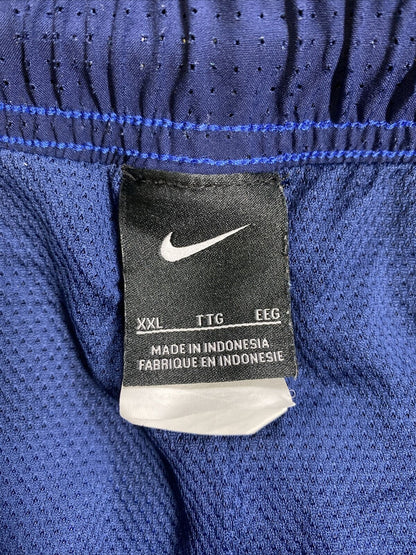 XXL TTG EEG
MADE IN INDONESIA
FABRIQUE EN INDONESIE